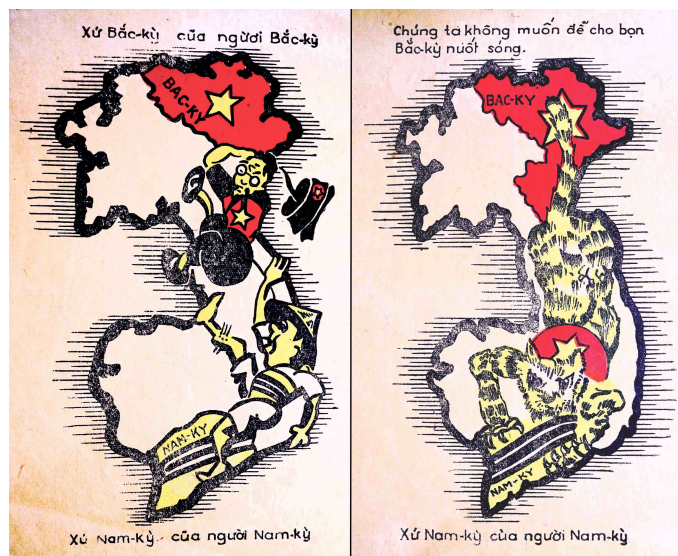 Xứ Bắc-kỳ của người Bắc-kỳ
BAC-KY
NAM-KY
Xứ Nam-kỳ của người Nam-kỳ
Chúng ta không muốn để cho bọn
Bắc-kỳ nuốt sóng.
BAC-KY
NAM-KY
Xứ Nam-kỳ của người Nam-kỳ